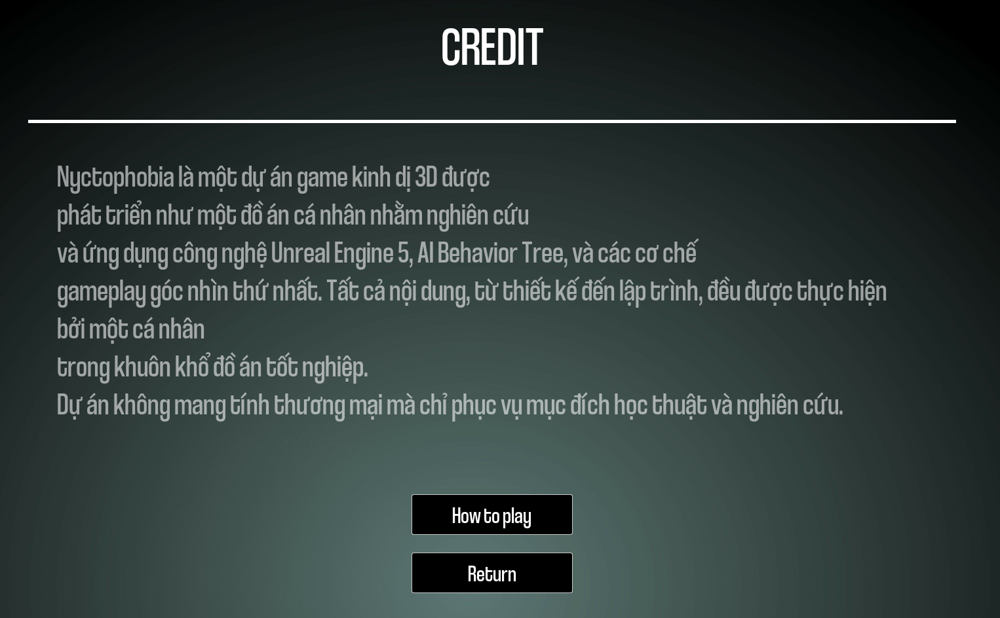 CREDIT
Nyctophobia là một dự án game kinh dị 3D được
phát triển như một đồ án cá nhân nhằm nghiên cứu
và ứng dụng công nghệ Unreal Engine 5, AI Behavior Tree, và các cơ chế
gameplay góc nhìn thứ nhất. Tất cả nội dung, từ thiết kế đến lập trình, đều được thực hiện
bởi một cá nhân
trong khuôn khổ đồ án tốt nghiệp.
Dự án không mang tính thương mại mà chỉ phục vụ mục đích học thuật và nghiên cứu.
How to play
Return